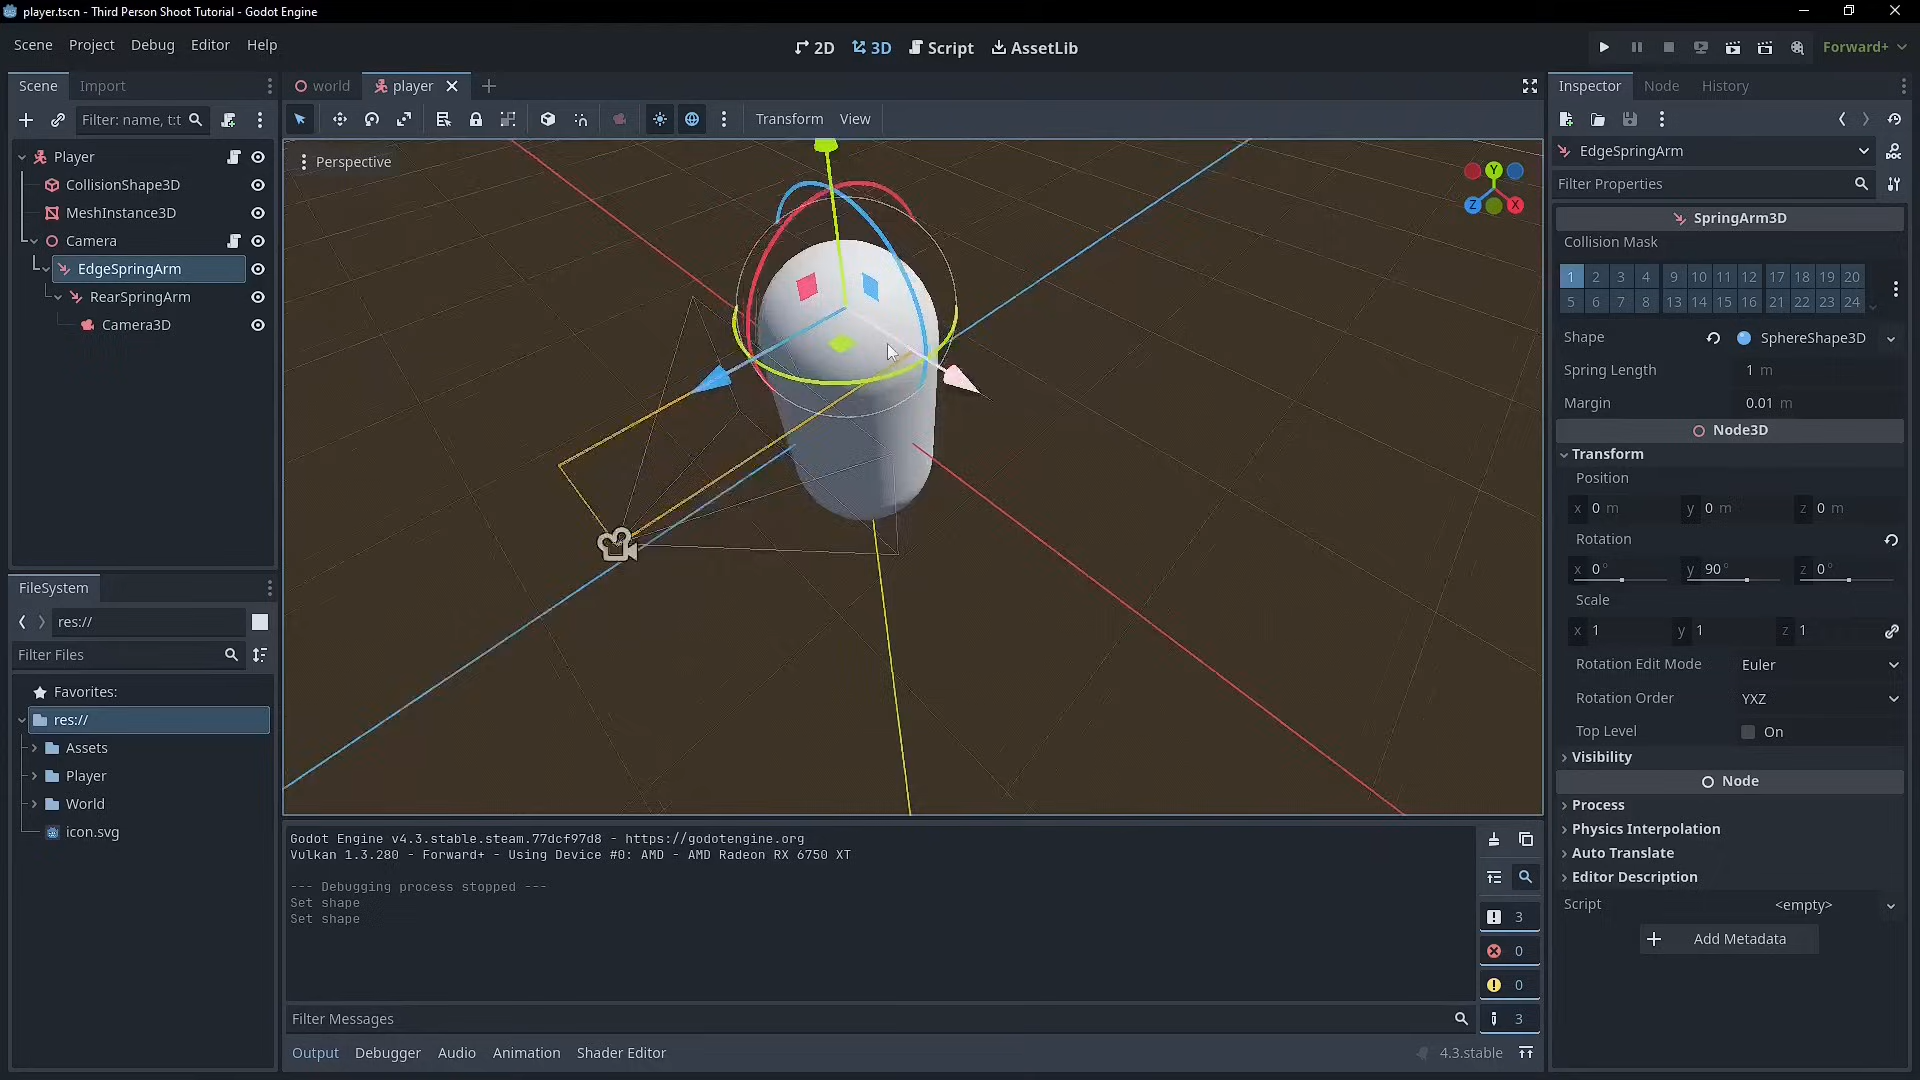 player.tscn - Third Person Shoot Tutorial - Godot Engine
Scene Project Debug Editor Help
2D 3D Script AssetLib
Forward+
Scene Import
world player
Inspector Node History
Filter: name, t:t
Transform View
Perspective
Y
Z X
Player
CollisionShape3D
MeshInstance3D
Camera
EdgeSpringArm
RearSpringArm
Camera3D
FileSystem
res://
Filter Files
Favorites:
res://
Assets
Player
World
icon.svg
Godot Engine v4.3.stable.steam.77dcf97d8 - https://godotengine.org
Vulkan 1.3.280 - Forward+ - Using Device #0: AMD - AMD Radeon RX 6750 XT
--- Debugging process stopped ---
Set shape
Set shape
3
0
0
3
Filter Messages
Output Debugger Audio Animation Shader Editor
4.3.stable
EdgeSpringArm
Filter Properties
SpringArm3D
Collision Mask
1 2 3 4 9 10 11 12 17 18 19 20
5 6 7 8 13 14 15 16 21 22 23 24
Shape SphereShape3D
Spring Length 1 m
Margin 0.01 m
Node3D
Transform
Position
x 0 m y 0 m z 0 m
Rotation
x 0° y 90° z 0°
Scale
x 1 y 1 z 1
Rotation Edit Mode Euler
Rotation Order YXZ
Top Level On
Visibility
Node
Process
Physics Interpolation
Auto Translate
Editor Description
Script <empty>
Add Metadata